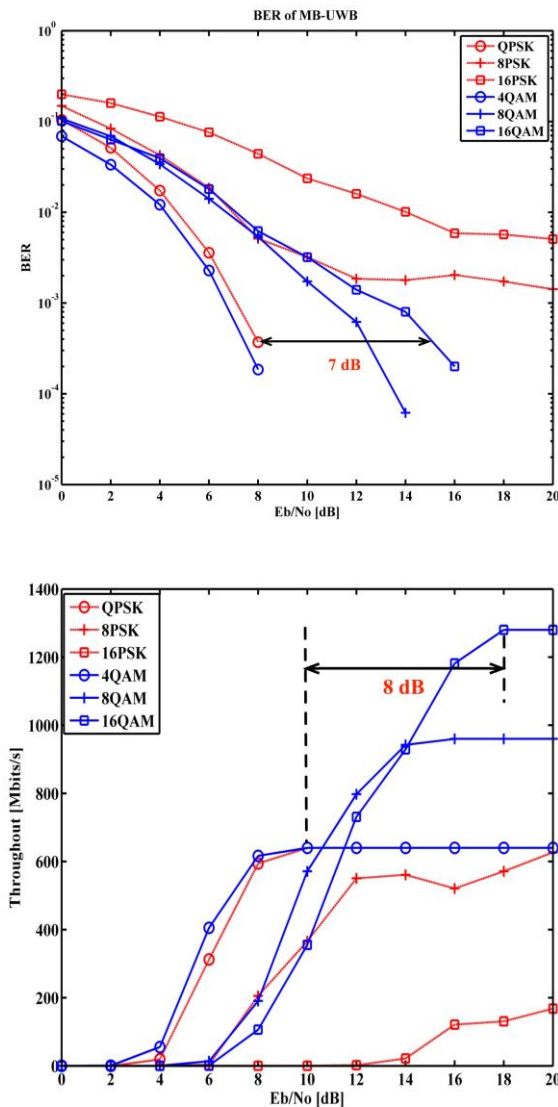 BER of MB-UWB
10^0
10^-1
10^-2
10^-3
10^-4
10^-5
BER
QPSK
8PSK
16PSK
4QAM
8QAM
16QAM
7 dB
0 2 4 6 8 10 12 14 16 18 20
Eb/No [dB]
1400
1200
1000
800
600
400
200
0
Throughout [Mbits/s]
QPSK
8PSK
16PSK
4QAM
8QAM
16QAM
8 dB
0 2 4 6 8 10 12 14 16 18 20
Eb/No [dB]